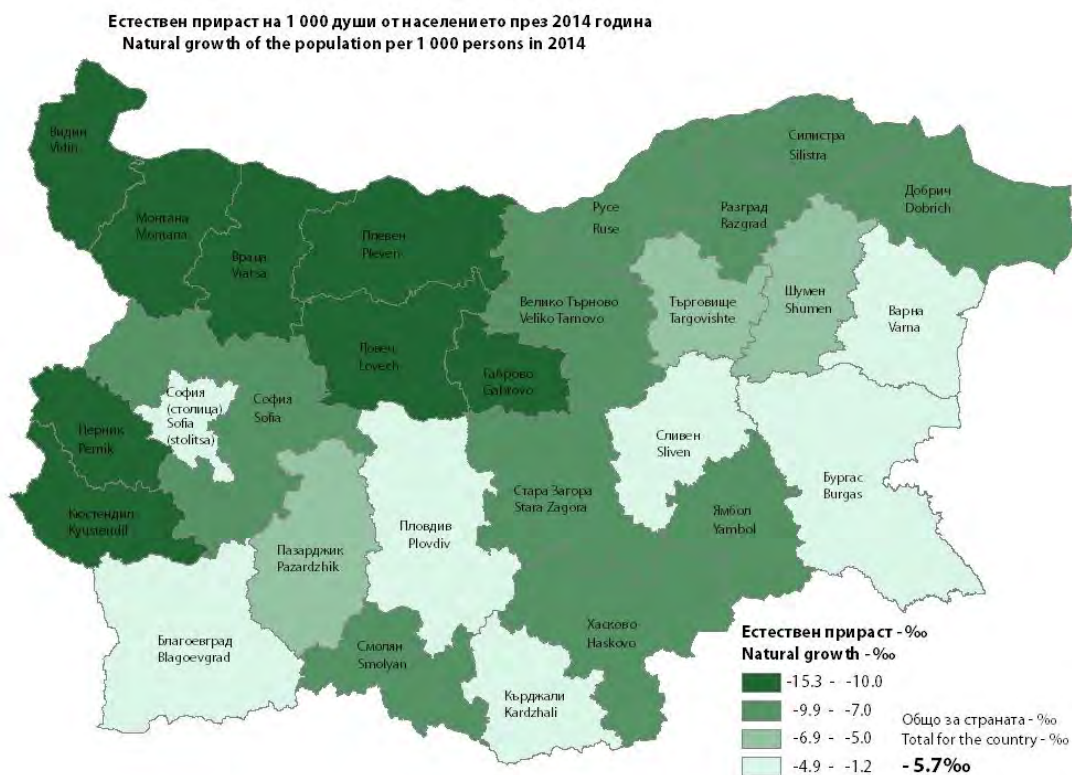 Естествен прираст на 1 000 души от населението през 2014 година
Natural growth of the population per 1 000 persons in 2014
Видин
Vidin
Монтана
Montana
Враца
Vratsa
Плевен
Pleven
Ловеч
Lovech
Габрово
Gabrovo
Велико Търново
Veliko Tarnovo
Русе
Ruse
Разград
Razgrad
Силистра
Silistra
Добрич
Dobrich
Търговище
Targovishte
Шумен
Shumen
Варна
Varna
Перник
Pernik
София
(столица)
Sofia
(stolitsa)
София
Sofia
Кюстендил
Kyustendil
Пазарджик
Pazardzhik
Пловдив
Plovdiv
Стара Загора
Stara Zagora
Сливен
Sliven
Ямбол
Yambol
Бургас
Burgas
Благоевград
Blagoevgrad
Смолян
Smolyan
Кърджали
Kardzhali
Хасково
Haskovo
Естествен прираст - ‰
Natural growth - ‰
-15.3 - -10.0
-9.9 - -7.0
-6.9 - -5.0
-4.9 - -1.2
Общо за страната - ‰
Total for the country - ‰
- 5.7‰